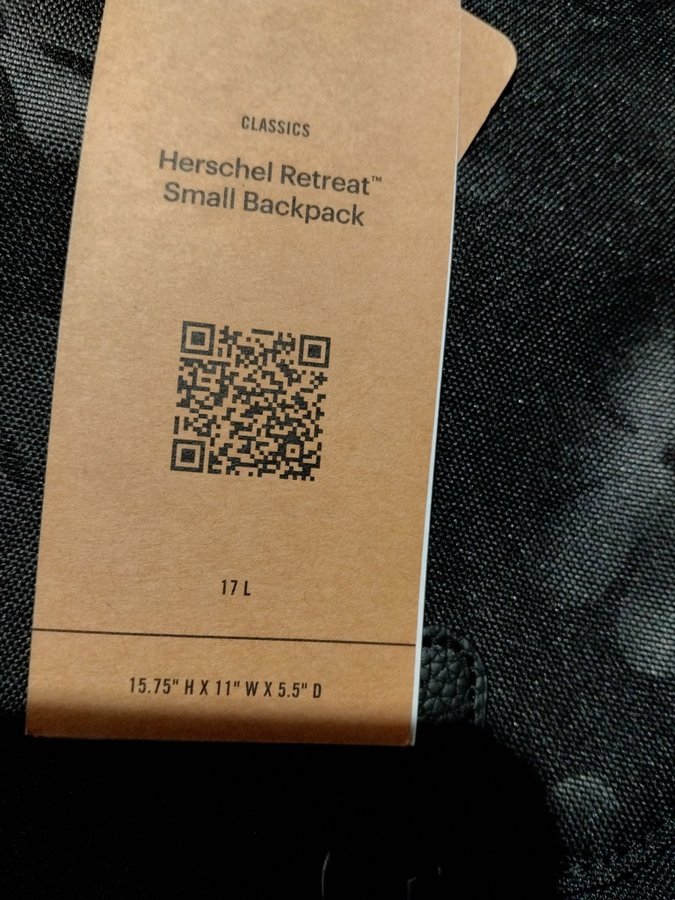 CLASSICS
Herschel Retreat™
Small Backpack
17 L
15.75" H X 11" W X 5.5" D